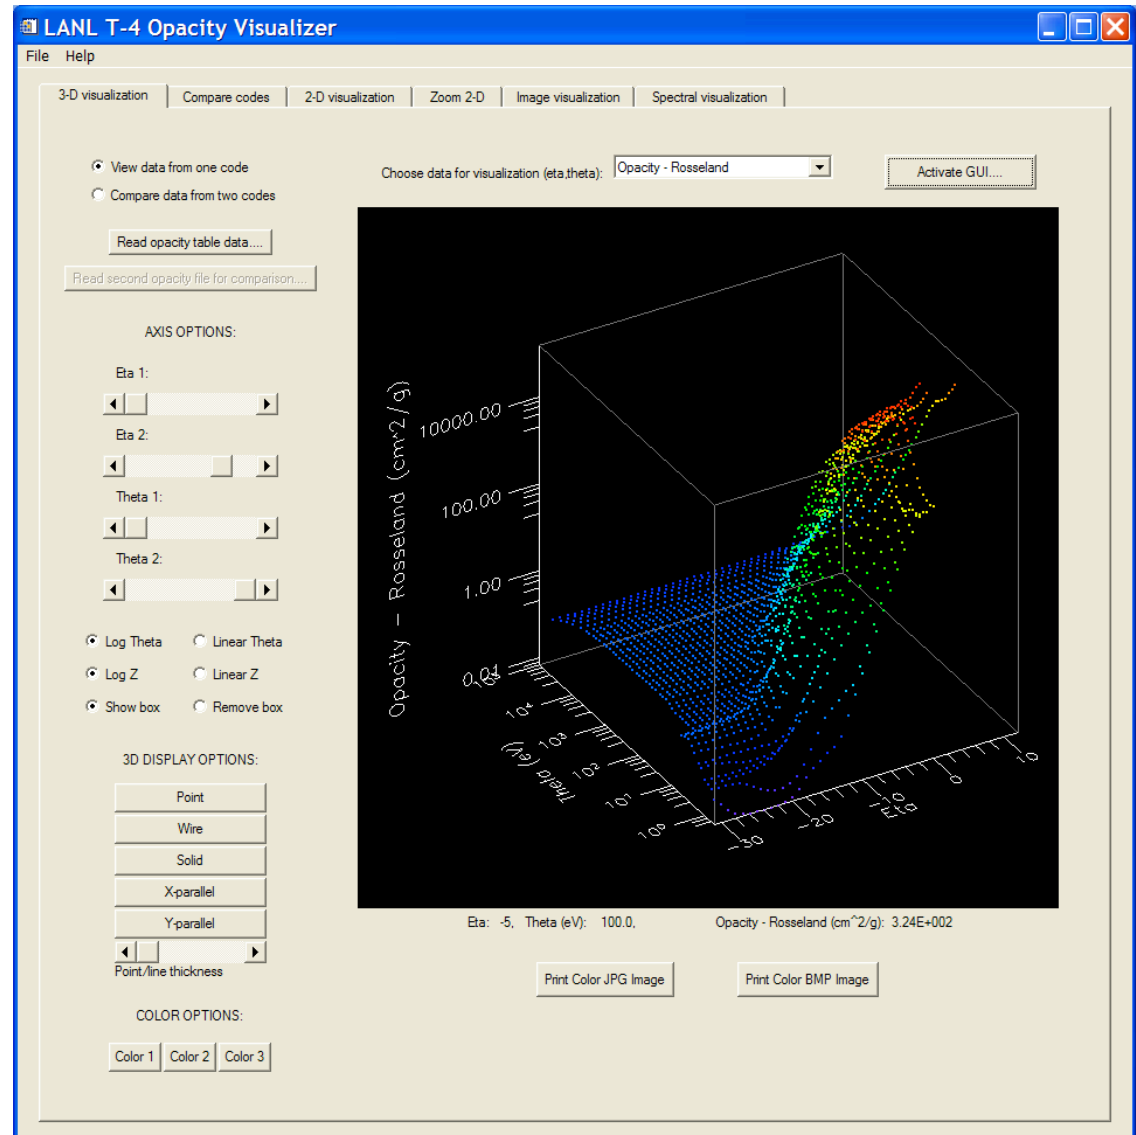 LANL T-4 Opacity Visualizer
File Help
3-D visualization Compare codes 2-D visualization Zoom 2-D Image visualization Spectral visualization
View data from one code
Compare data from two codes
Choose data for visualization (eta,theta): Opacity - Rosseland
Activate GUI....
Read opacity table data....
Read second opacity file for comparison....
AXIS OPTIONS:
Eta 1:
Eta 2:
Theta 1:
Theta 2:
Log Theta Linear Theta
Log Z Linear Z
Show box Remove box
3D DISPLAY OPTIONS:
Point
Wire
Solid
X-parallel
Y-parallel
Point/line thickness
COLOR OPTIONS:
Color 1 Color 2 Color 3
Opacity - Rosseland (cm^2/g)
10000.00
100.00
1.00
0.01
10⁴
10³
10²
10¹
10⁰
Theta (eV)
-30
-20
-10
0
10
Eta
Eta: -5, Theta (eV): 100.0, Opacity - Rosseland (cm^2/g): 3.24E+002
Print Color JPG Image Print Color BMP Image